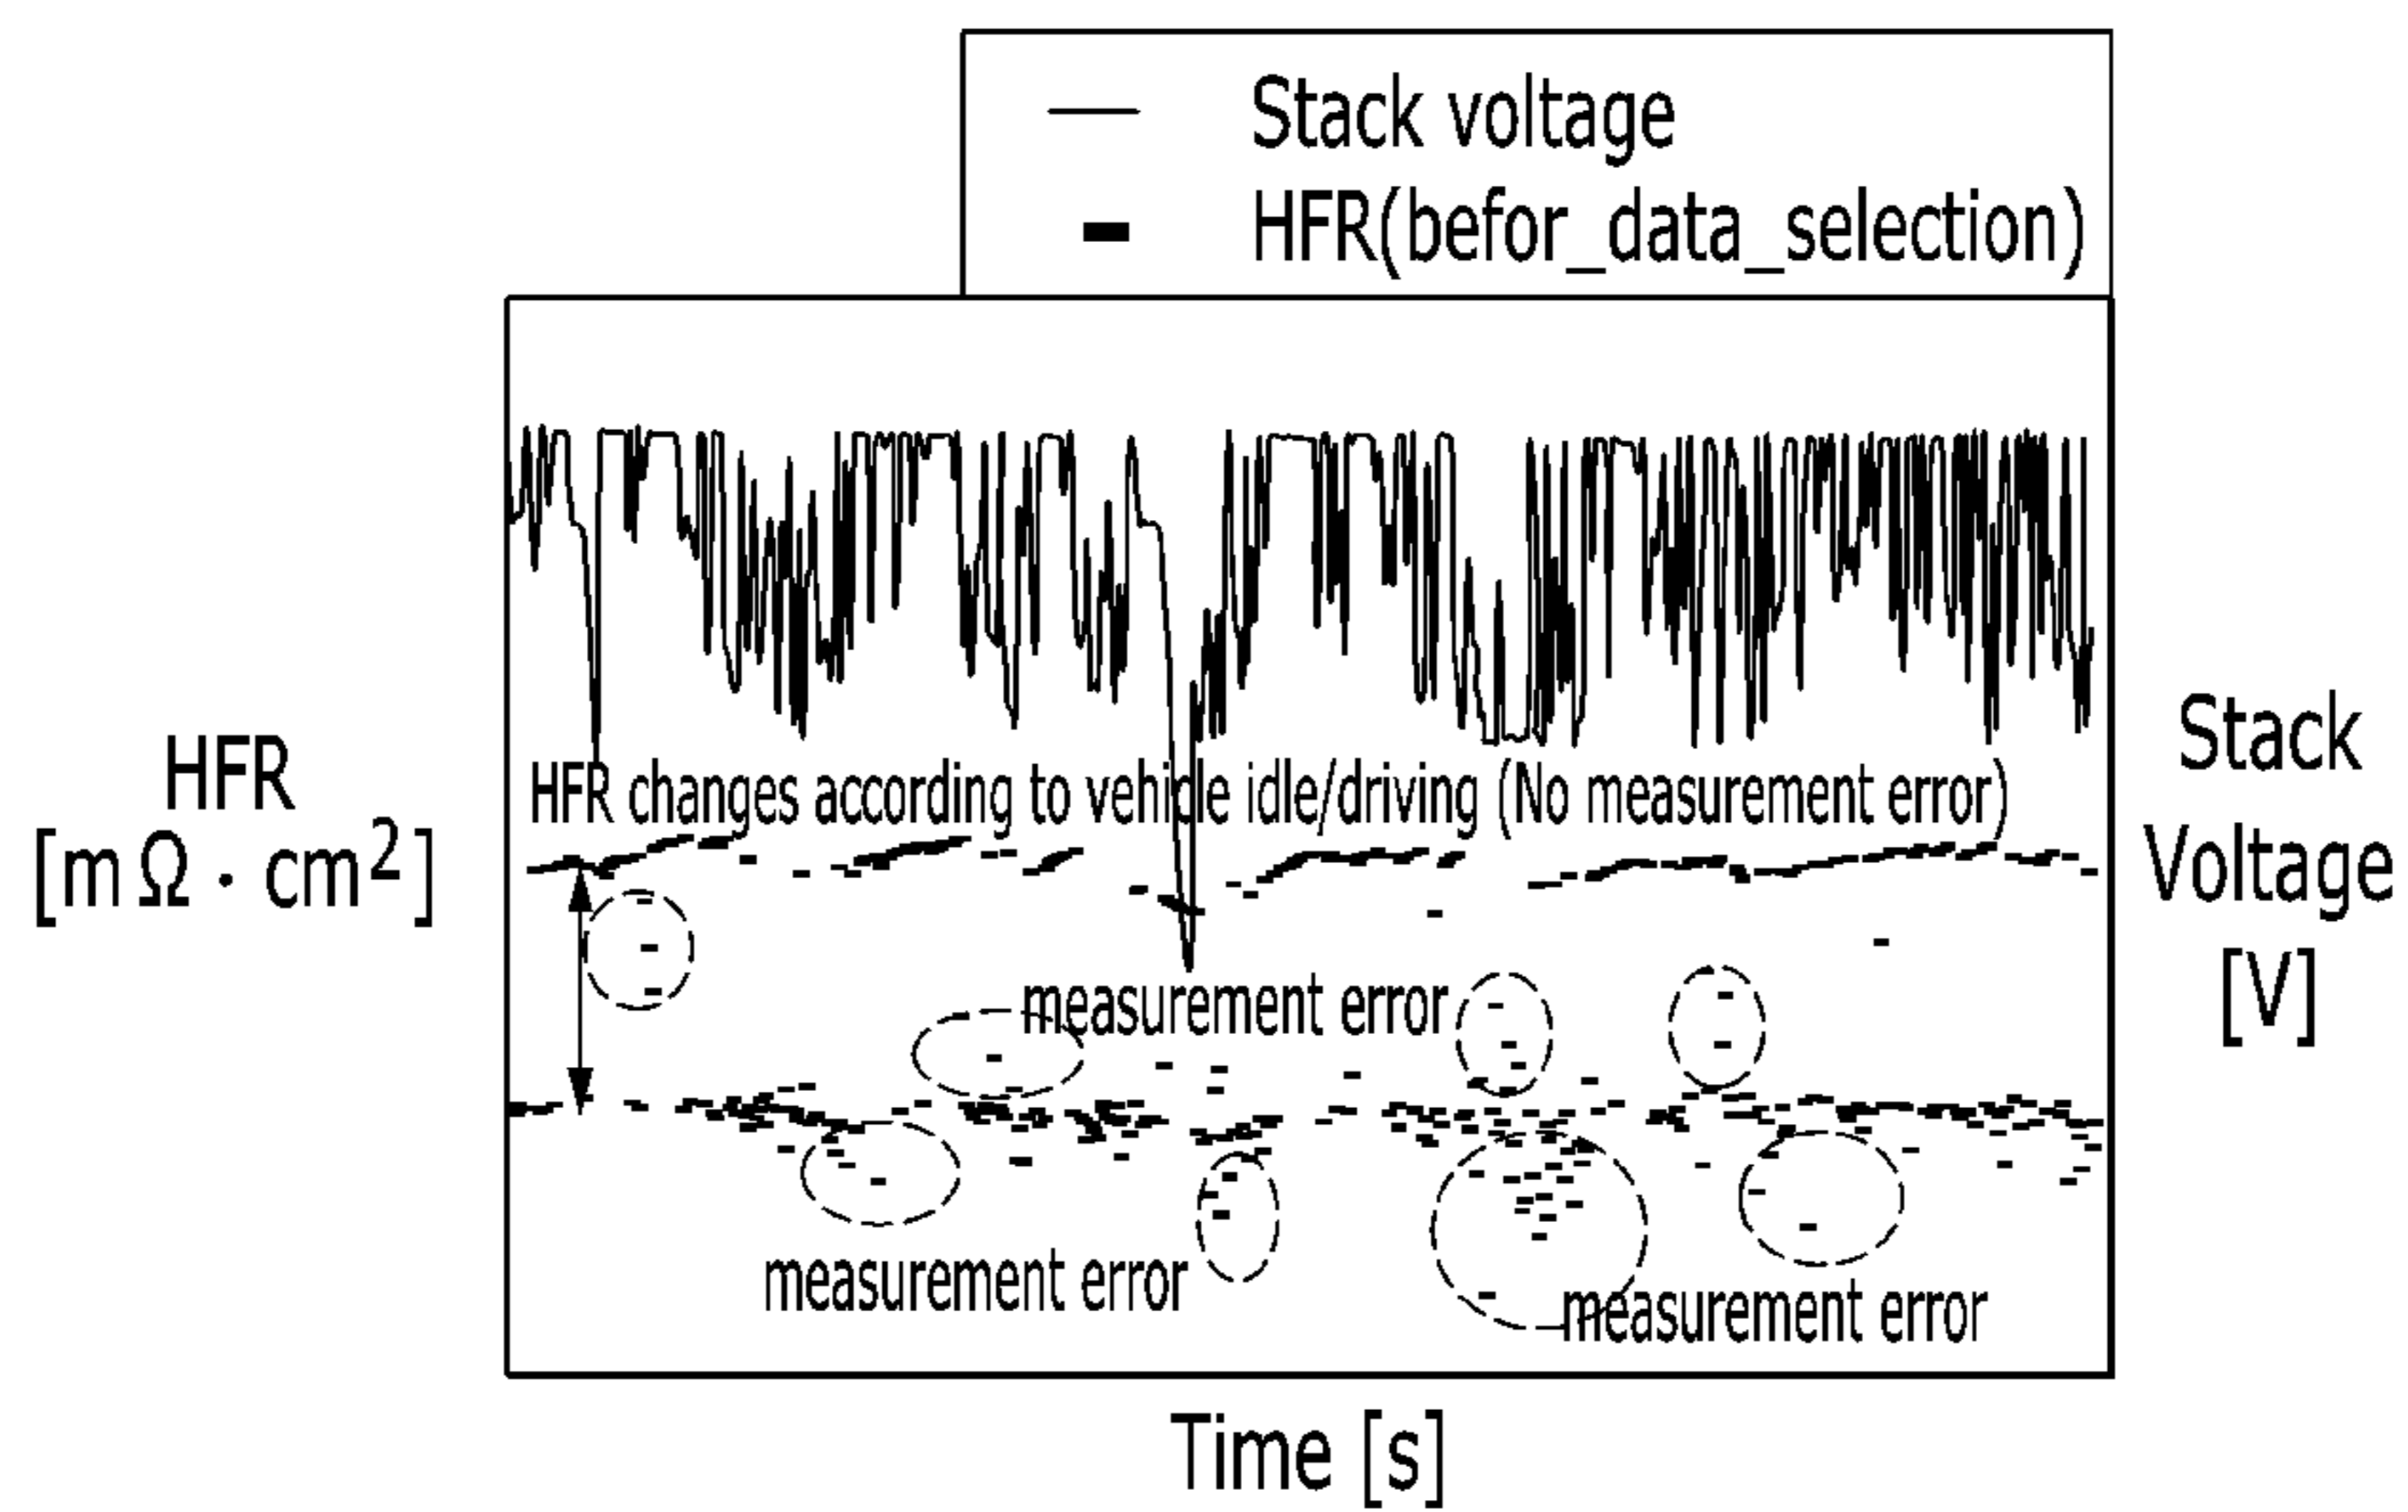 Stack voltage
HFR(befor_data_selection)
HFR changes according to vehicle idle/driving (No measurement error)
HFR
[mΩ·cm²]
Stack
Voltage
[V]
measurement error
measurement error
measurement error
Time [s]